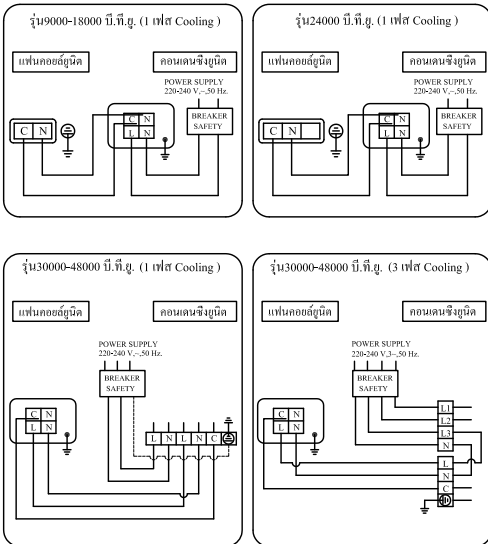 รุ่น9000-18000 บี.ที.ยู. (1 เฟส Cooling )
แฟนคอยล์ยูนิต
คอนเดนซึ่งยูนิต
POWER SUPPLY
220-240 V,~,50 Hz.
BREAKER
SAFETY
C N
C N
L N
รุ่น24000 บี.ที.ยู. (1 เฟส Cooling )
แฟนคอยล์ยูนิต
คอนเดนซึ่งยูนิต
POWER SUPPLY
220-240 V,~,50 Hz.
BREAKER
SAFETY
C N
C N
L N
รุ่น30000-48000 บี.ที.ยู. (1 เฟส Cooling )
แฟนคอยล์ยูนิต
คอนเดนซึ่งยูนิต
POWER SUPPLY
220-240 V,~,50 Hz.
BREAKER
SAFETY
C N
L N
L N L N C
รุ่น30000-48000 บี.ที.ยู. (3 เฟส Cooling )
แฟนคอยล์ยูนิต
คอนเดนซึ่งยูนิต
POWER SUPPLY
220-240 V,3~,50 Hz.
BREAKER
SAFETY
L1
L2
L3
N
C N
L N
L
N
C